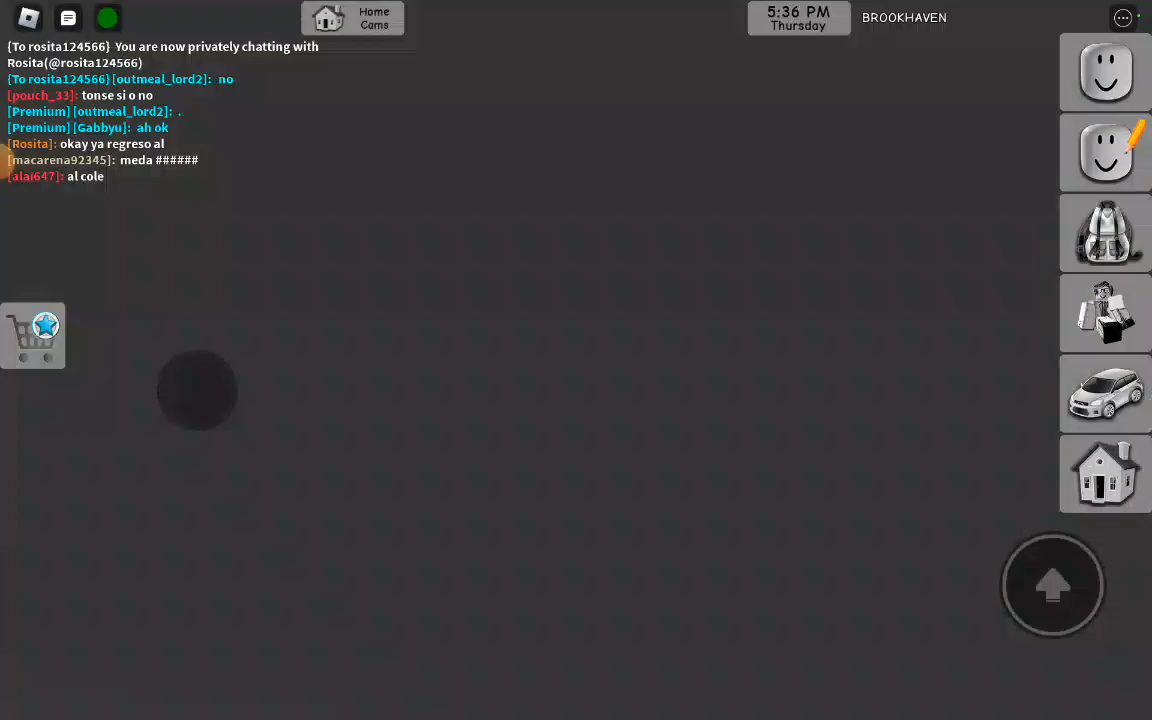 Home
Cams
5:36 PM
Thursday
BROOKHAVEN
{To rosita124566} You are now privately chatting with
Rosita(@rosita124566)
{To rosita124566}[outmeal_lord2]: no
[pouch_33]: tonse si o no
[Premium] [outmeal_lord2]: .
[Premium] [Gabbyu]: ah ok
[Rosita]: okay ya regreso al
[macarena92345]: meda ######
[alai647]: al cole